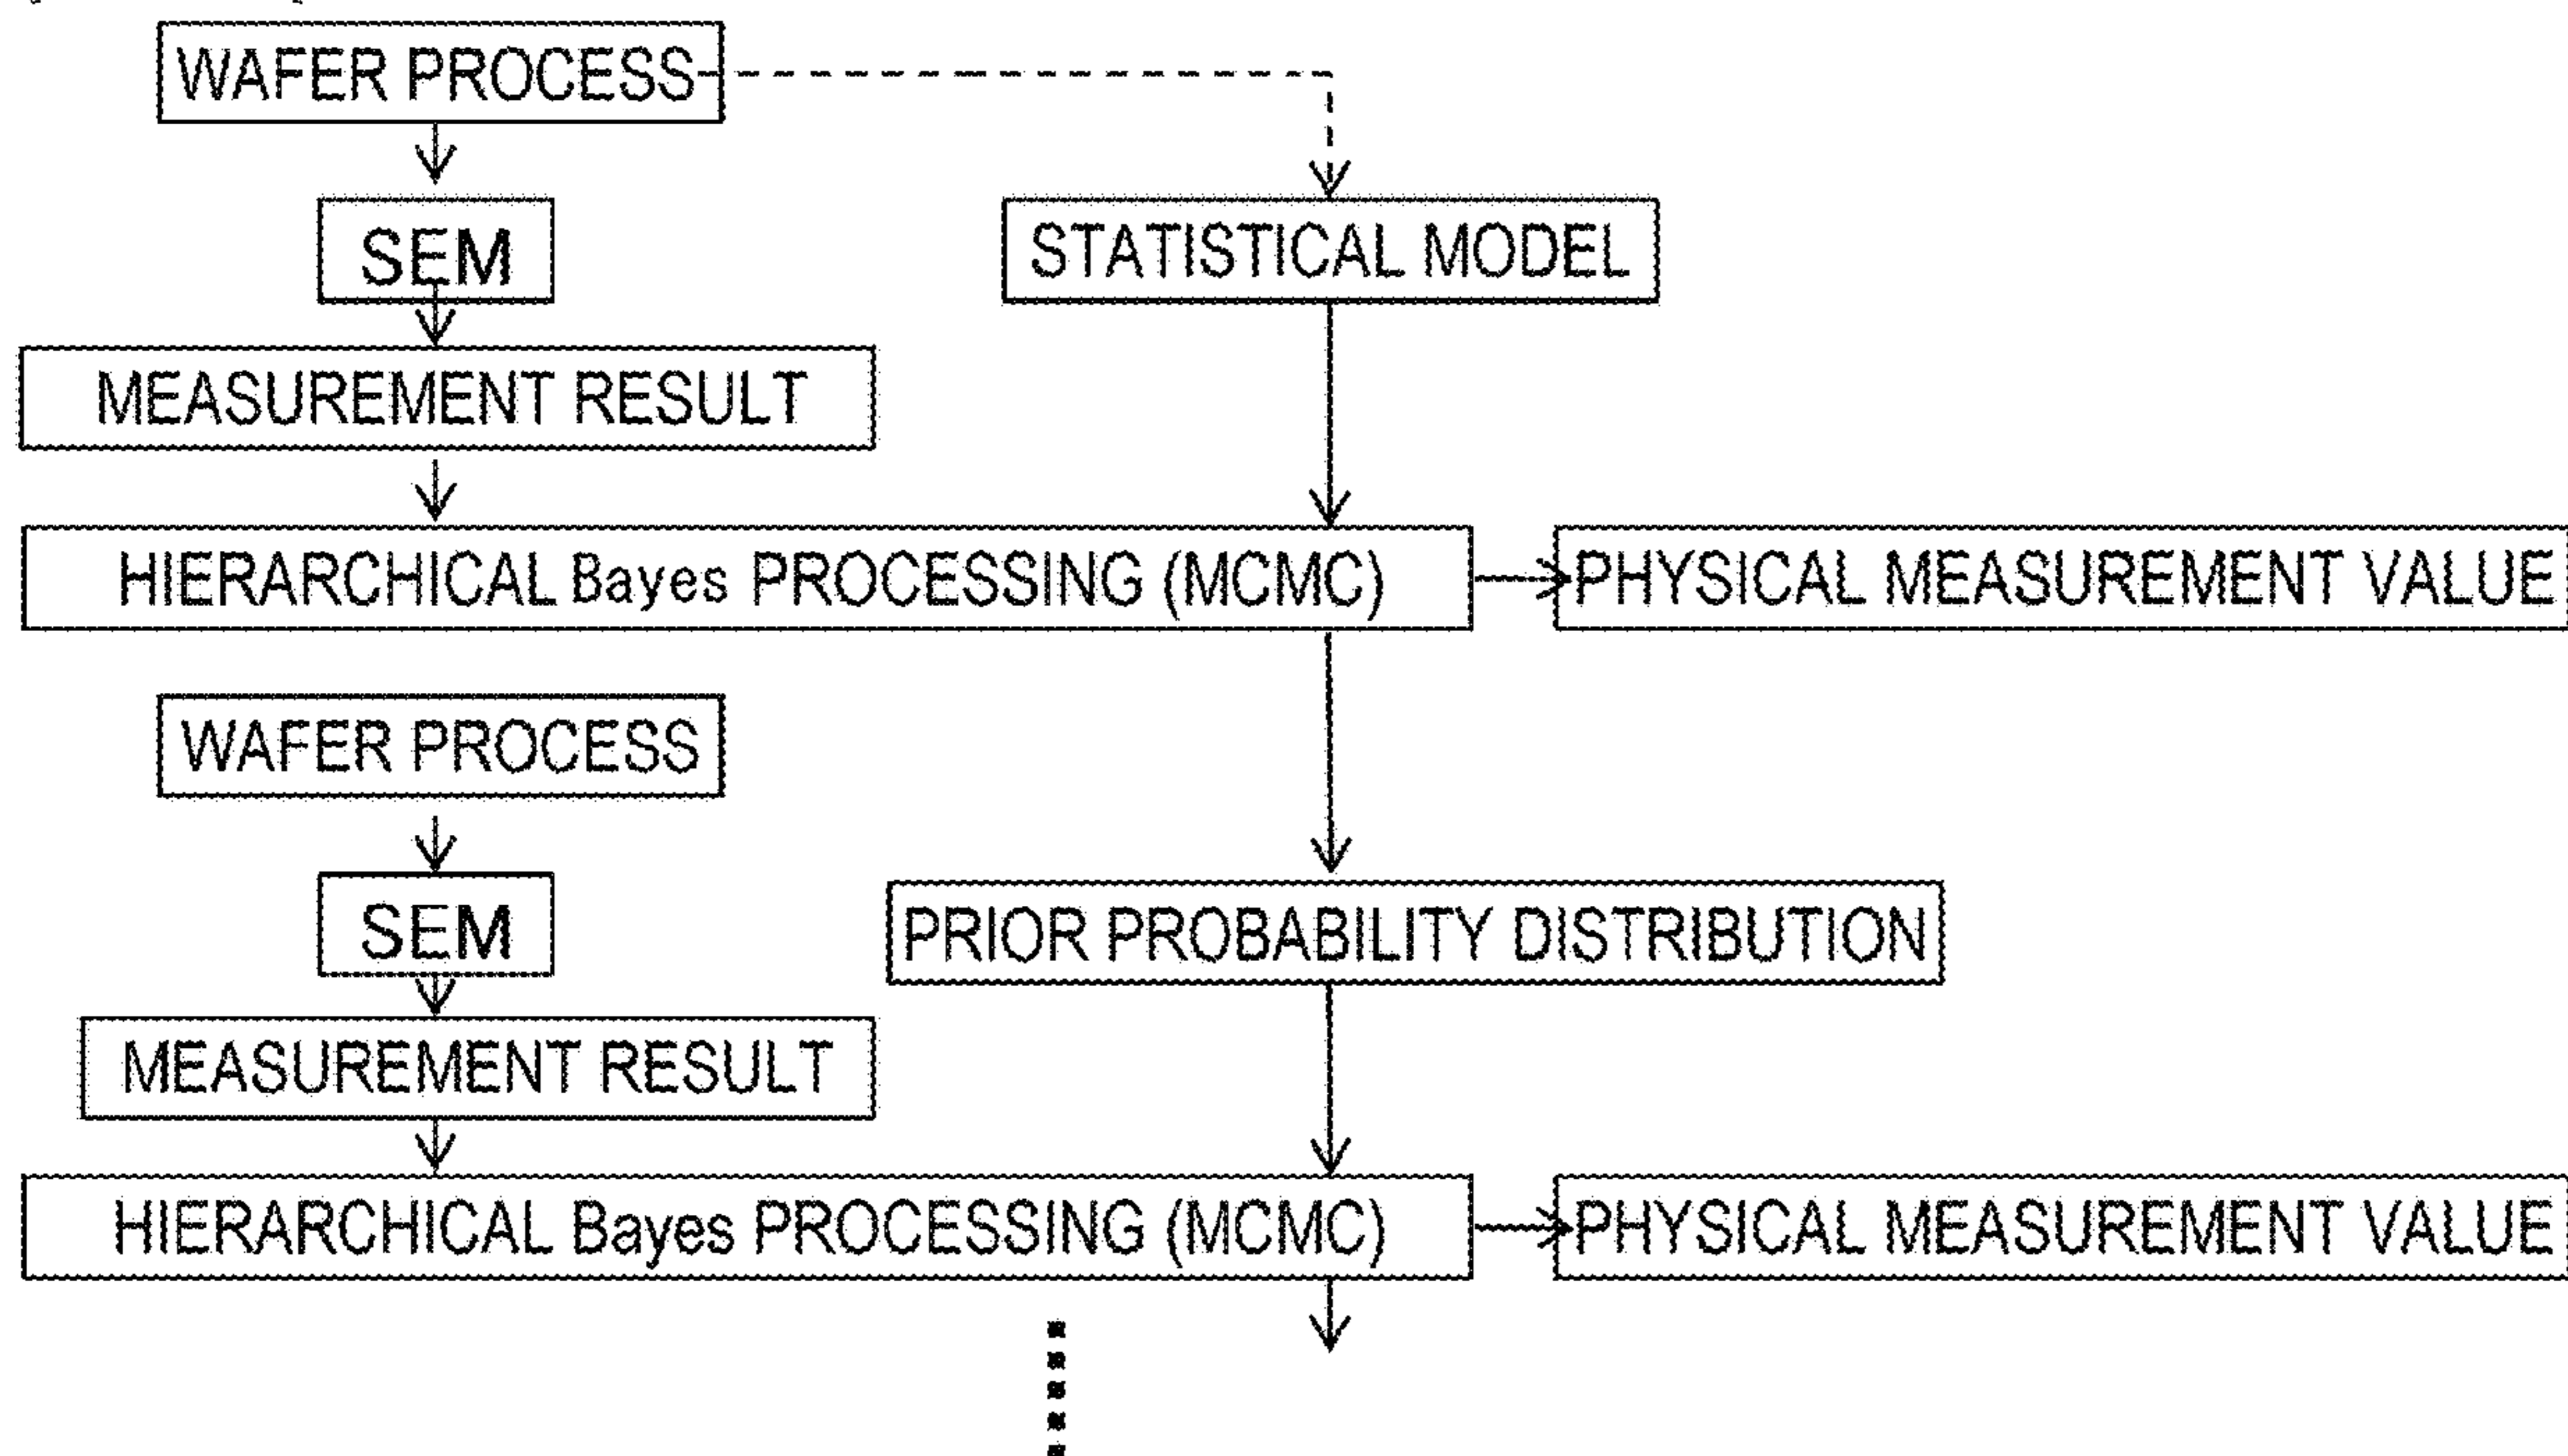 WAFER PROCESS
SEM
STATISTICAL MODEL
MEASUREMENT RESULT
HIERARCHICAL Bayes PROCESSING (MCMC)
PHYSICAL MEASUREMENT VALUE
WAFER PROCESS
SEM
PRIOR PROBABILITY DISTRIBUTION
MEASUREMENT RESULT
HIERARCHICAL Bayes PROCESSING (MCMC)
PHYSICAL MEASUREMENT VALUE